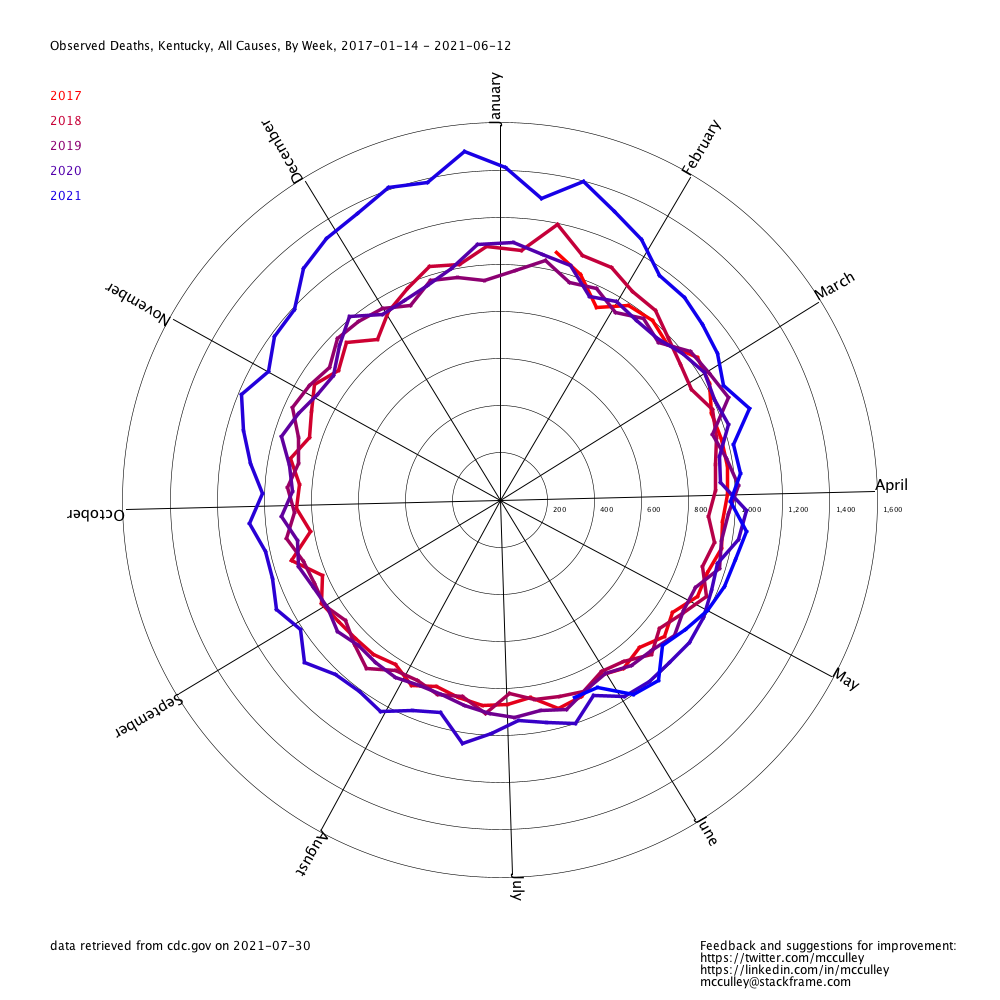 Observed Deaths, Kentucky, All Causes, By Week, 2017-01-14 - 2021-06-12
2017
2018
2019
2020
2021
January
February
March
April
May
June
July
August
September
October
November
December
200
400
600
800
1,000
1,200
1,400
1,600
data retrieved from cdc.gov on 2021-07-30
Feedback and suggestions for improvement:
https://twitter.com/mcculley
https://linkedin.com/in/mcculley
mcculley@stackframe.com